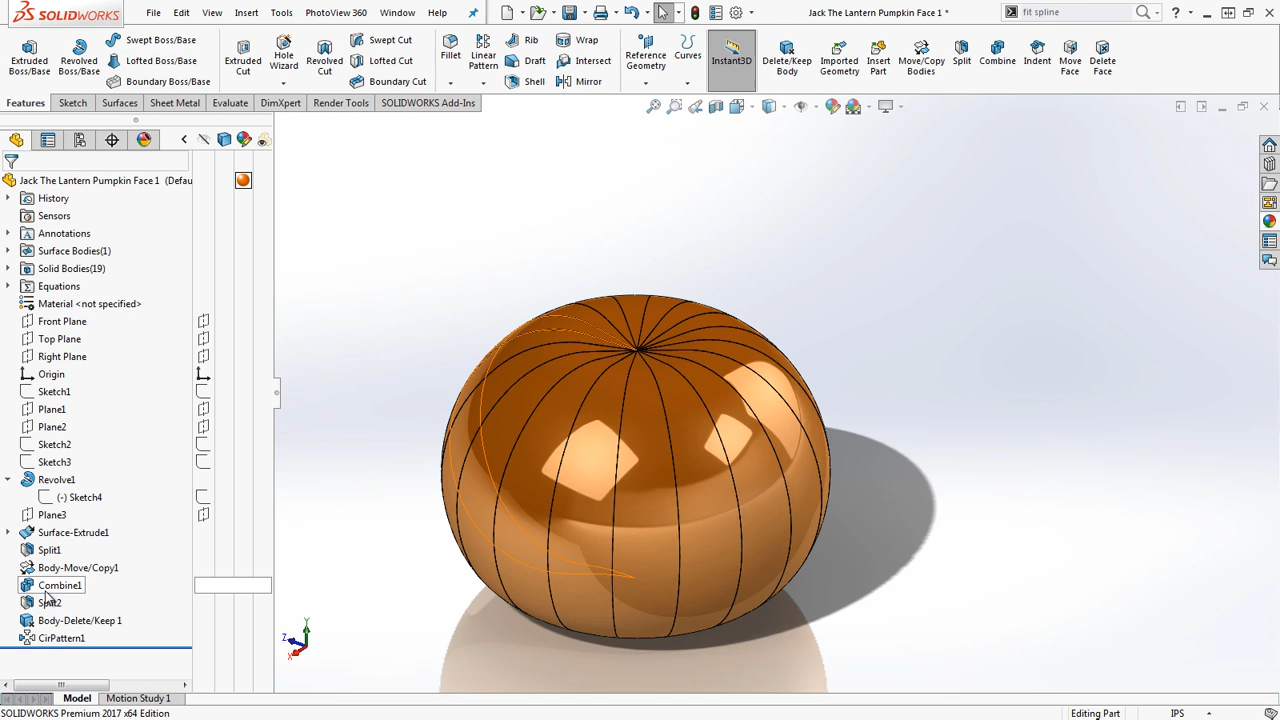 SOLIDWORKS
File Edit View Insert Tools PhotoView 360 Window Help
Jack The Lantern Pumpkin Face 1 *
fit spline
Extruded Boss/Base
Revolved Boss/Base
Swept Boss/Base
Lofted Boss/Base
Boundary Boss/Base
Extruded Cut
Hole Wizard
Revolved Cut
Swept Cut
Lofted Cut
Boundary Cut
Fillet
Linear Pattern
Rib
Draft
Shell
Wrap
Intersect
Mirror
Reference Geometry
Curves
Instant3D
Delete/Keep Body
Imported Geometry
Insert Part
Move/Copy Bodies
Split
Combine
Indent
Move Face
Delete Face
Features Sketch Surfaces Sheet Metal Evaluate DimXpert Render Tools SOLIDWORKS Add-Ins
Jack The Lantern Pumpkin Face 1 (Defau
History
Sensors
Annotations
Surface Bodies(1)
Solid Bodies(19)
Equations
Material <not specified>
Front Plane
Top Plane
Right Plane
Origin
Sketch1
Plane1
Plane2
Sketch2
Sketch3
Revolve1
(-) Sketch4
Plane3
Surface-Extrude1
Split1
Body-Move/Copy1
Combine1
Split2
Body-Delete/Keep 1
CirPattern1
Y
Z
X
Model Motion Study 1
SOLIDWORKS Premium 2017 x64 Edition
Editing Part
IPS